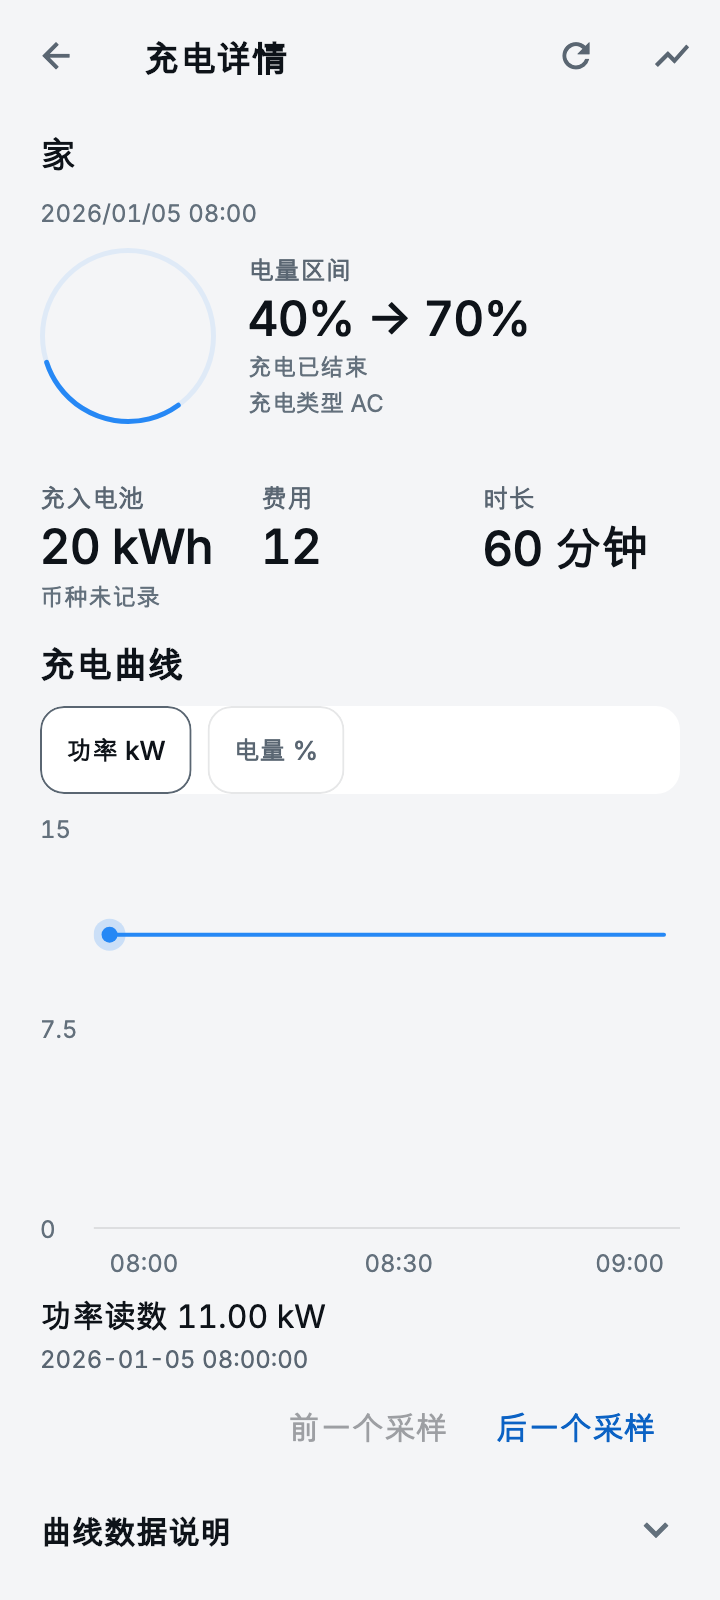 充电详情
家
2026/01/05 08:00
电量区间
40% → 70%
充电已结束
充电类型 AC
充入电池 费用 时长
20 kWh 12 60 分钟
币种未记录
充电曲线
功率 kW 电量 %
15
7.5
0
08:00 08:30 09:00
功率读数 11.00 kW
2026-01-05 08:00:00
前一个采样 后一个采样
曲线数据说明